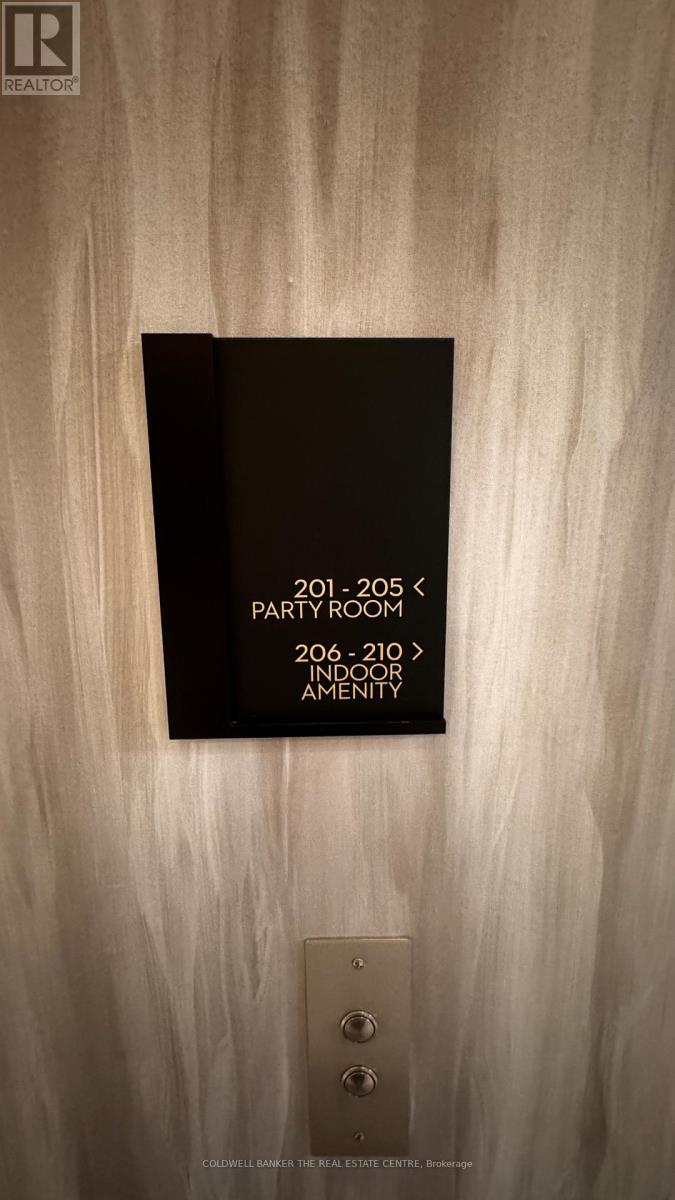 REALTOR®
201 - 205 <
PARTY ROOM
206 - 210 >
INDOOR
AMENITY
COLDWELL BANKER THE REAL ESTATE CENTRE, Brokerage